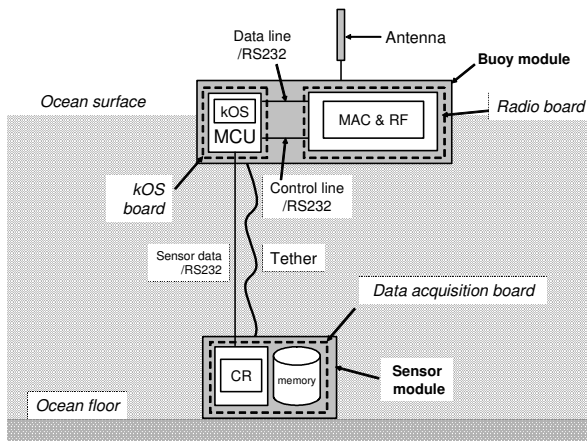 Data line
/RS232
Antenna
Buoy module
Ocean surface
kOS
MCU
MAC & RF
Radio board
kOS
board
Control line
/RS232
Sensor data
/RS232
Tether
Data acquisition board
CR
memory
Sensor
module
Ocean floor